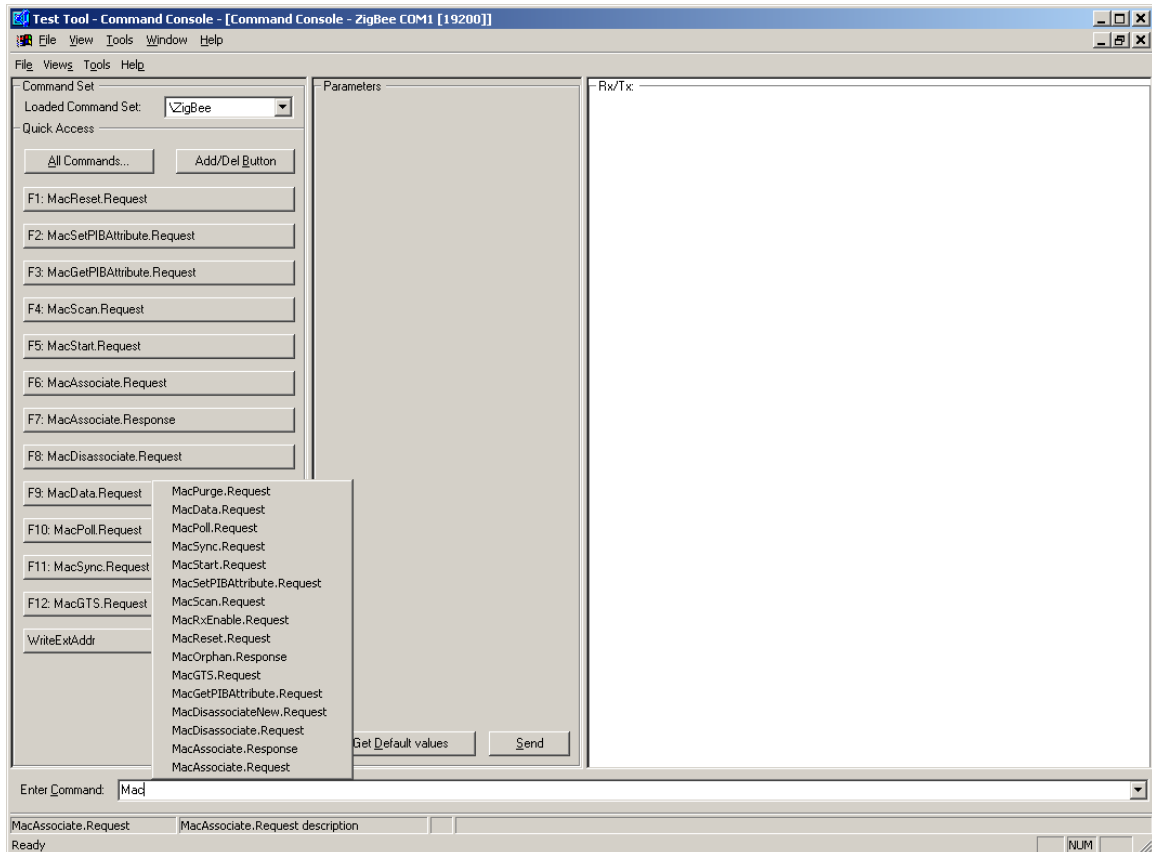 Test Tool - Command Console - [Command Console - ZigBee COM1 [19200]]
File View Tools Window Help
File Views Tools Help
Command Set
Loaded Command Set: \ZigBee
Quick Access
All Commands... Add/Del Button
F1: MacReset.Request
F2: MacSetPIBAttribute.Request
F3: MacGetPIBAttribute.Request
F4: MacScan.Request
F5: MacStart.Request
F6: MacAssociate.Request
F7: MacAssociate.Response
F8: MacDisassociate.Request
F9: MacData.Request
F10: MacPoll.Request
F11: MacSync.Request
F12: MacGTS.Request
WriteExtAddr
MacPurge.Request
MacData.Request
MacPoll.Request
MacSync.Request
MacStart.Request
MacSetPIBAttribute.Request
MacScan.Request
MacRxEnable.Request
MacReset.Request
MacOrphan.Response
MacGTS.Request
MacGetPIBAttribute.Request
MacDisassociateNew.Request
MacDisassociate.Request
MacAssociate.Response
MacAssociate.Request
Parameters
Get Default values Send
Rx/Tx:
Enter Command: Mac
MacAssociate.Request MacAssociate.Request description
Ready NUM